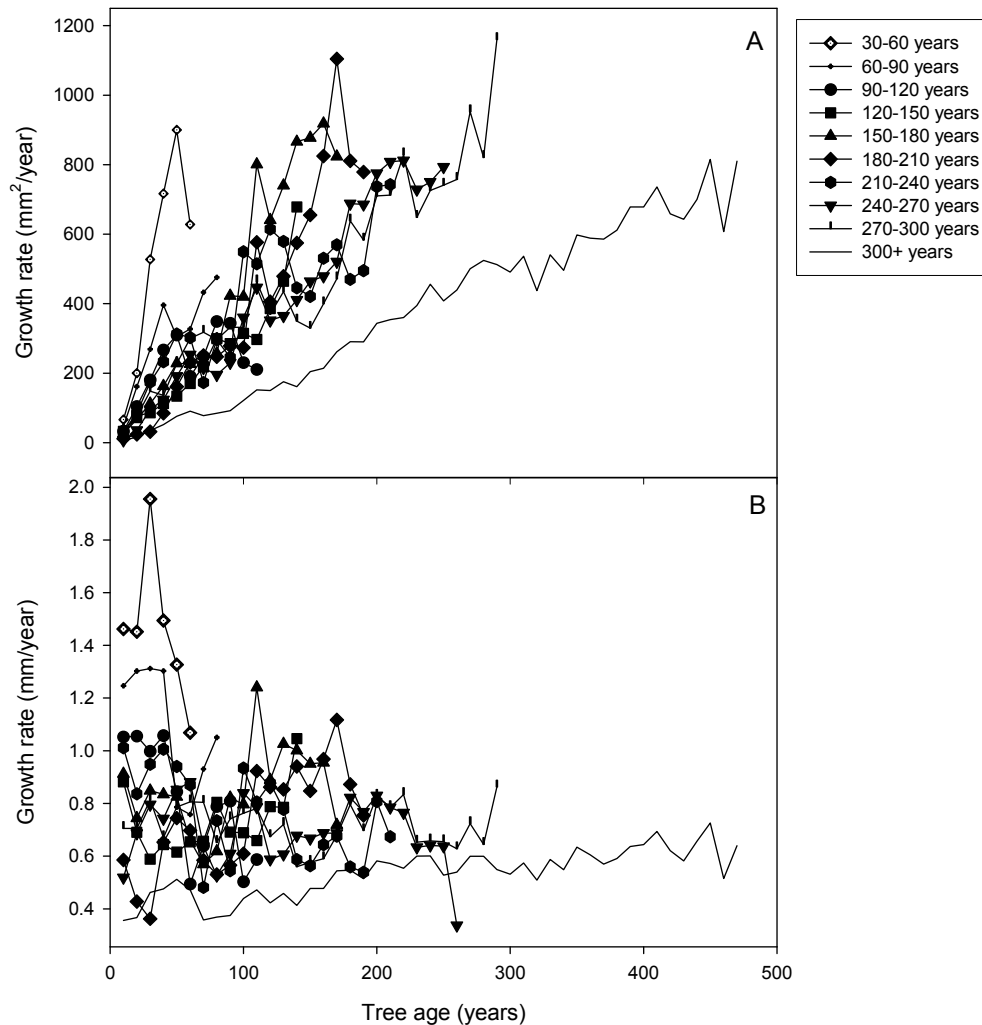 A
Growth rate (mm²/year)
1200
1000
800
600
400
200
0
30-60 years
60-90 years
90-120 years
120-150 years
150-180 years
180-210 years
210-240 years
240-270 years
270-300 years
300+ years
B
Growth rate (mm/year)
2.0
1.8
1.6
1.4
1.2
1.0
0.8
0.6
0.4
0
100
200
300
400
500
Tree age (years)